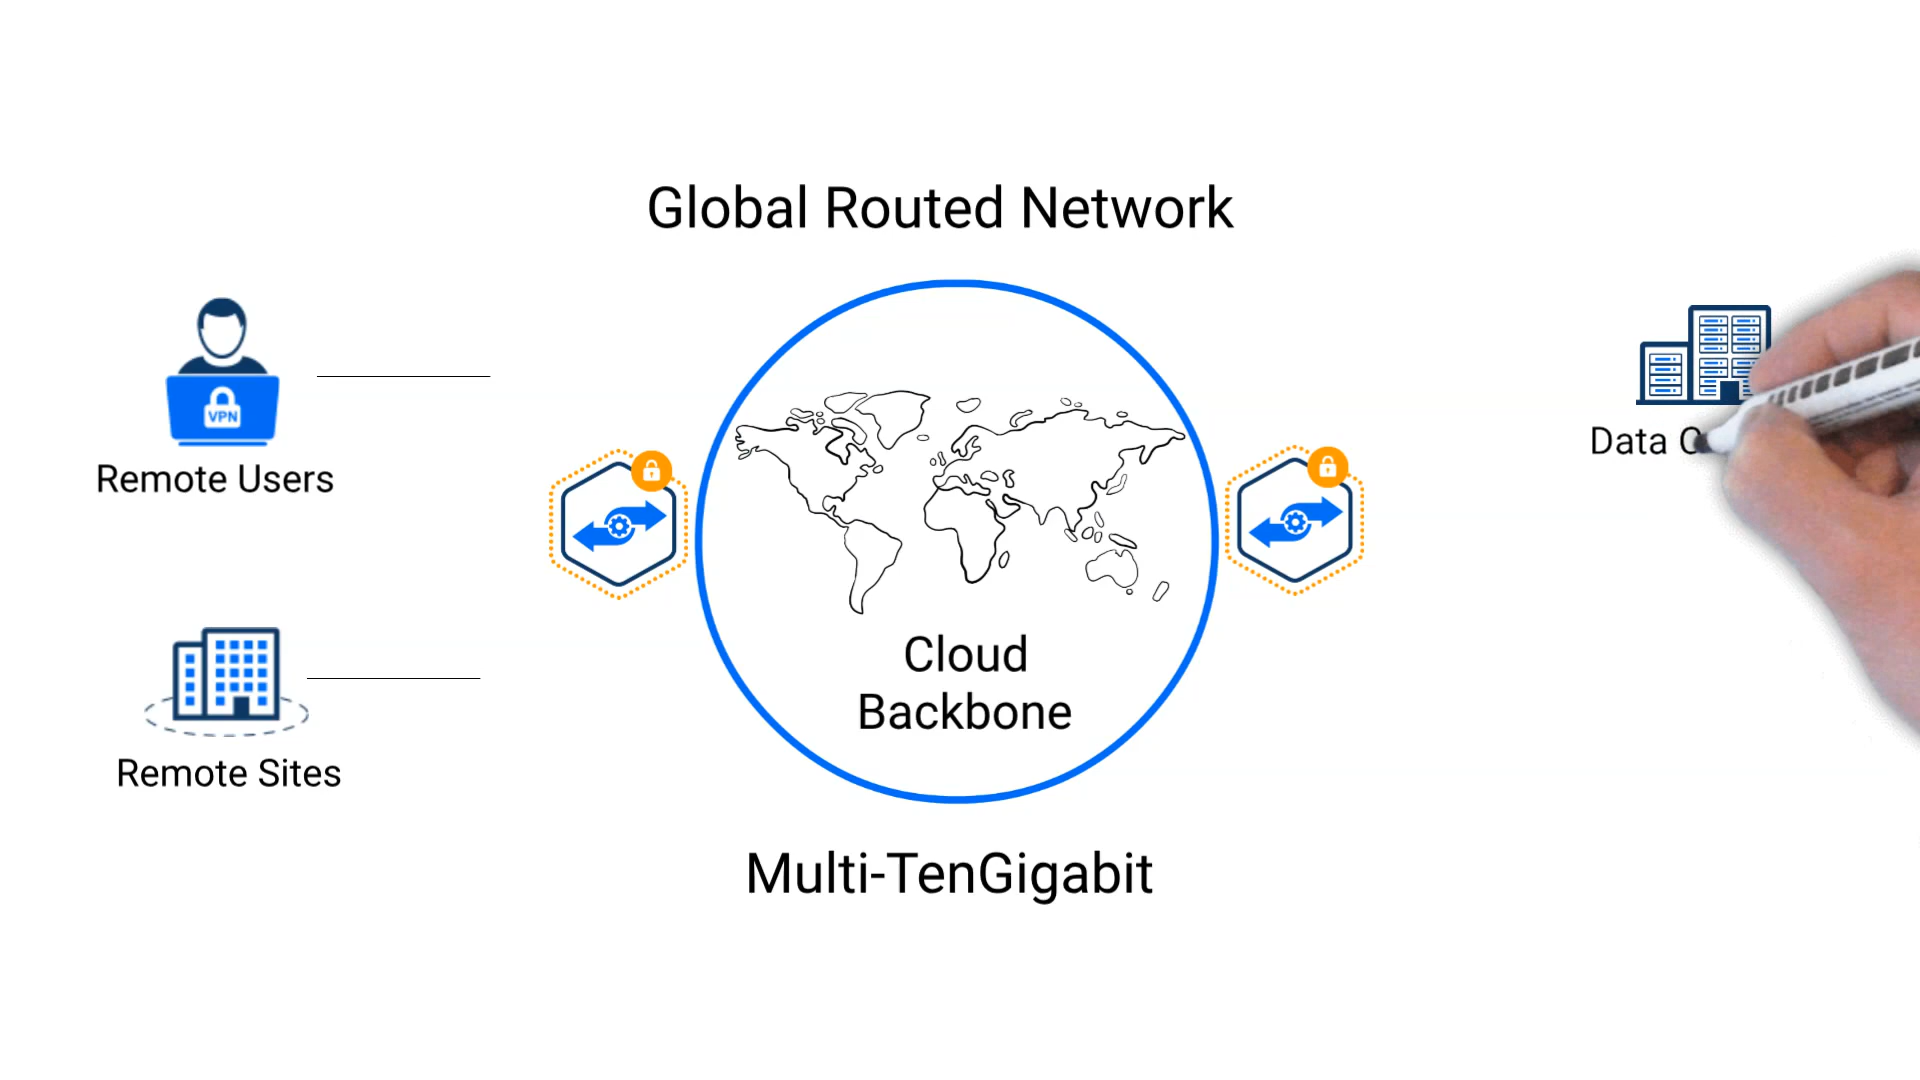 Global Routed Network
VPN
Remote Users
Data
Cloud
Backbone
Remote Sites
Multi-TenGigabit